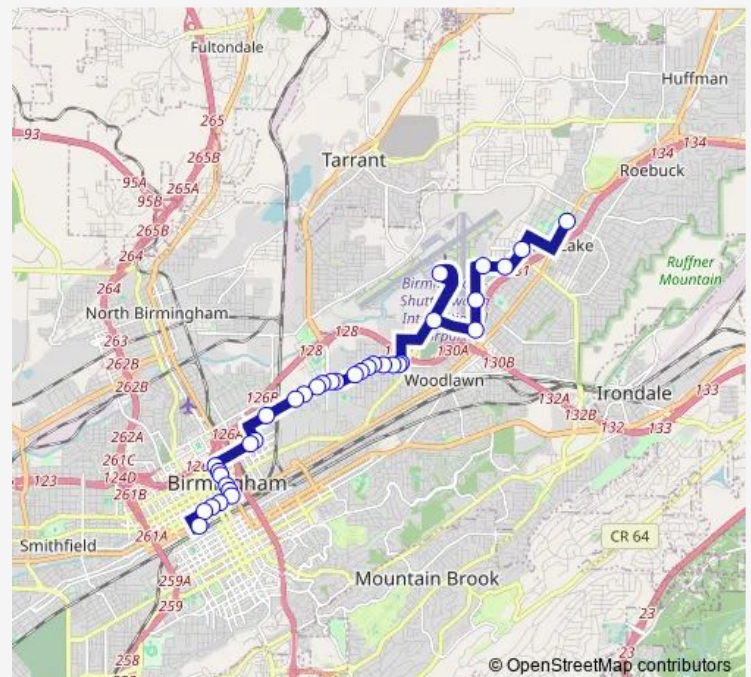 Fultondale
265
Huffman
93
265B
134
134
95A
265A
Tarrant
Roebuck
95B
265B
264
Lake
264
131
Ruffner
Mountain
263
North Birmingham
128
262B
128
130A
130B
262B
Woodlawn
Irondale
133
126B
132A
132B
132
133
262A
126A
261C
123
124D
Birmingham
261B
261A
CR 64
Smithfield
259A
Mountain Brook
259
23
258
23
© OpenStreetMap contributors